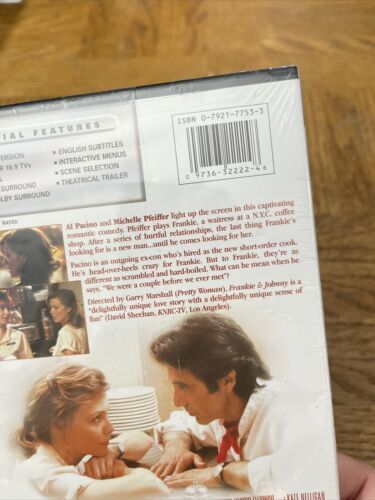 ISBN 0-7921-7753-3
IAL FEATURES
ERSION
R 16:9 TVs
L
SURROUND
LBY SURROUND
• ENGLISH SUBTITLES
• INTERACTIVE MENUS
• SCENE SELECTION
• THEATRICAL TRAILER
0 97363 22224 8
RATED
Al Pacino and Michelle Pfeiffer light up the screen in this captivating
romantic comedy. Pfeiffer plays Frankie, a waitress at a N.Y.C. coffee
shop. After a series of hurtful relationships, the last thing Frankie's
looking for is a new man...until he comes looking for her.
Pacino is an outgoing ex-con who's hired as the new short-order cook.
He's head-over-heels crazy for Frankie. But to Frankie, they're as
different as scrambled and hard-boiled. What can he mean when he
says, "We were a couple before we ever met"?
Directed by Garry Marshall (Pretty Woman), Frankie & Johnny is a
"delightfully unique love story with a delightfully unique sense of
fun" (David Sheehan, KNBC-TV, Los Angeles).
KATE NELLIGAN